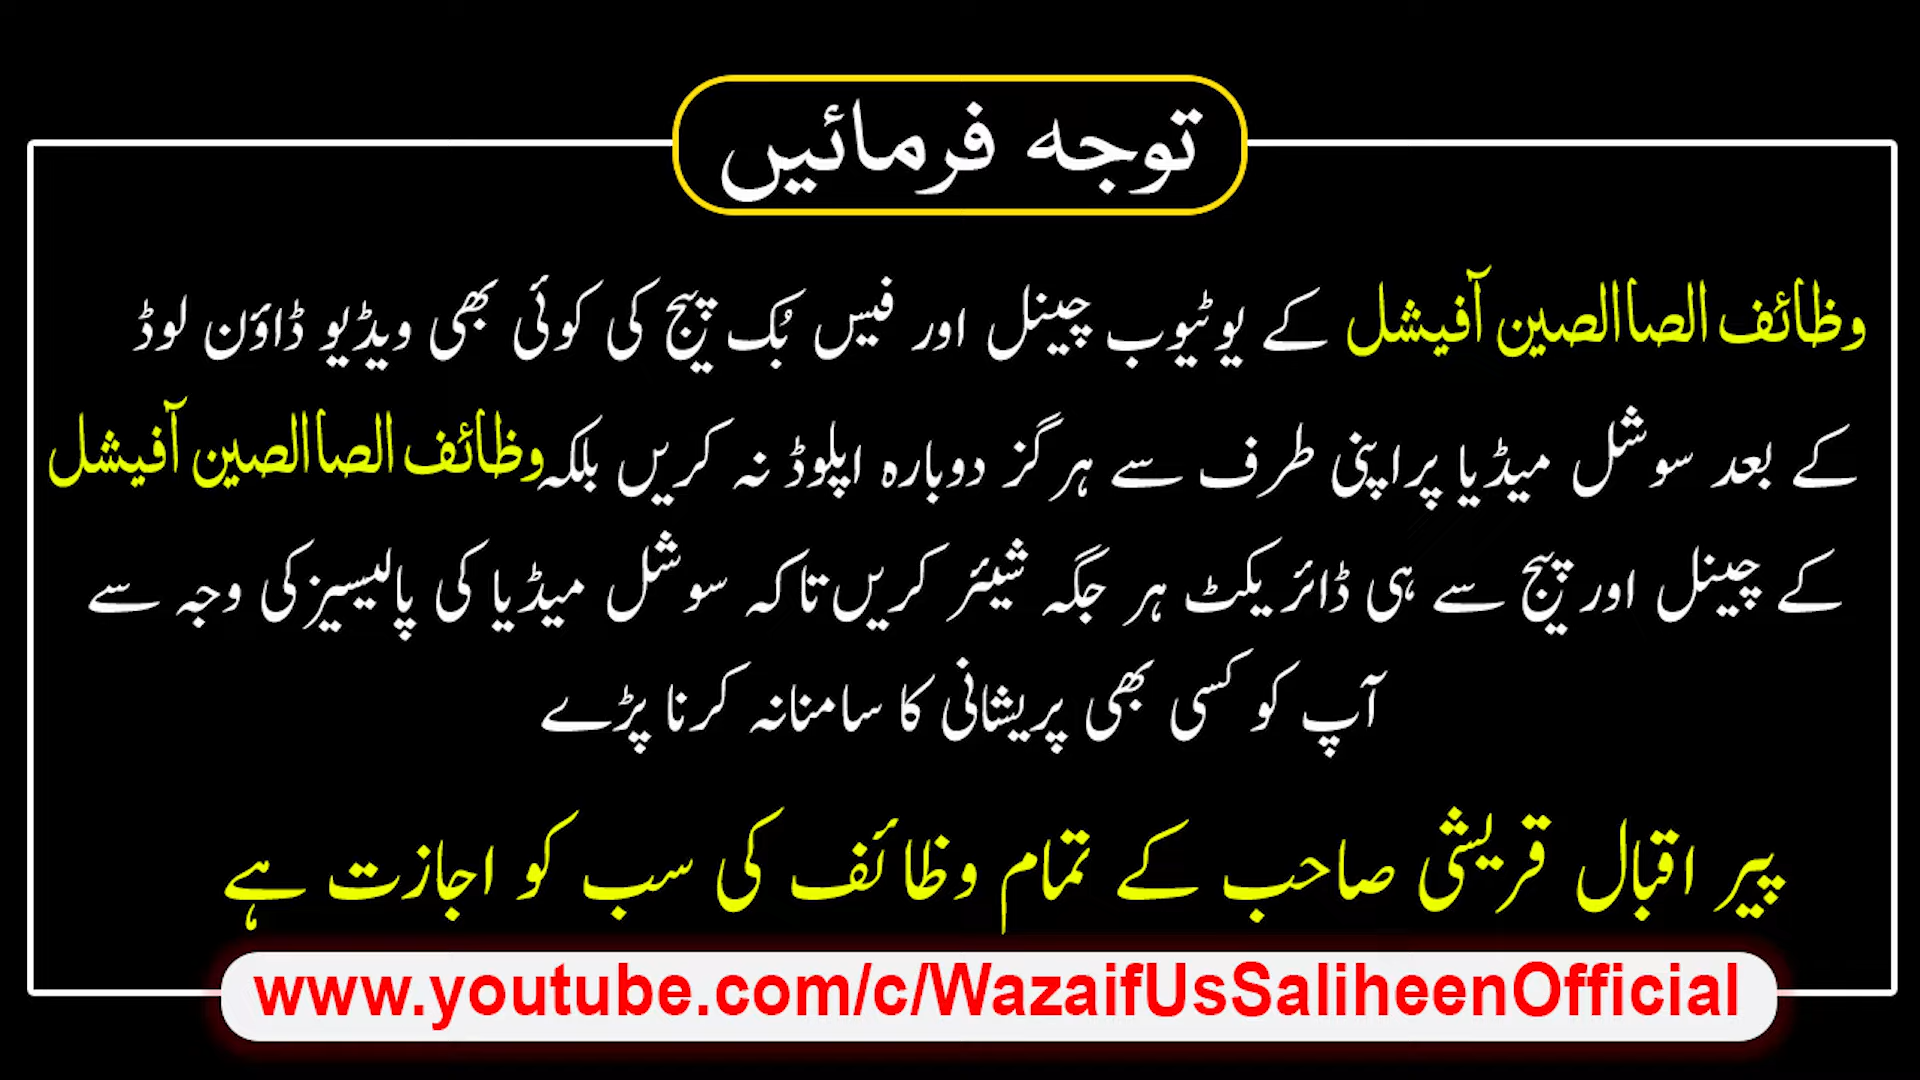 توجہ فرمائیں
وظائف الصاالصین آفیشل کے یوٹیوب چینل اور فیس بُک پیج کی کوئی بھی ویڈیو ڈاؤن لوڈ
کے بعد سوشل میڈیا پر اپنی طرف سے ہرگز دوبارہ اپلوڈ نہ کریں بلکہ وظائف الصاالصین آفیشل
کے چینل اور پیج سے ہی ڈائریکٹ ہر جگہ شیئر کریں تاکہ سوشل میڈیا کی پالیسیز کی وجہ سے
آپ کو کسی بھی پریشانی کا سامنا نہ کرنا پڑے
پیر اقبال قریشی صاحب کے تمام وظائف کی سب کو اجازت ہے
www.youtube.com/c/WazaifUsSaliheenOfficial